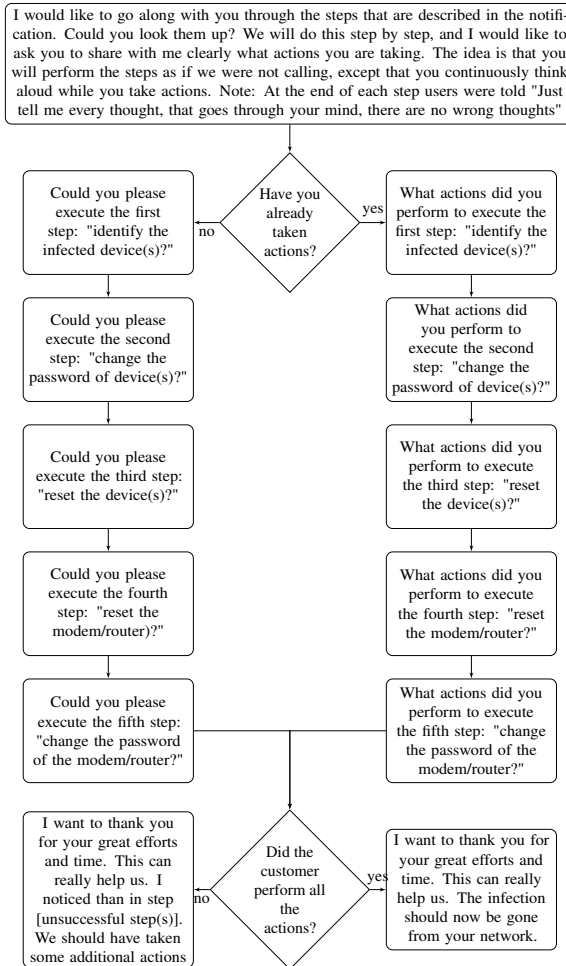 I would like to go along with you through the steps that are described in the notifi-
cation. Could you look them up? We will do this step by step, and I would like to
ask you to share with me clearly what actions you are taking. The idea is that you
will perform the steps as if we were not calling, except that you continuously think
aloud while you take actions. Note: At the end of each step users were told "Just
tell me every thought, that goes through your mind, there are no wrong thoughts"
Have you
already
taken
actions?
no
yes
Could you please
execute the first
step: "identify the
infected device(s)?"
What actions did you
perform to execute the
first step: "identify the
infected device(s)?"
Could you please
execute the second
step: "change the
password of device(s)?"
What actions did
you perform to
execute the second
step: "change the
password of device(s)?"
Could you please
execute the third step:
"reset the device(s)?"
What actions did you
perform to execute
the third step: "reset
the device(s)?"
Could you please
execute the fourth
step: "reset the
modem/router)?"
What actions did you
perform to execute
the fourth step: "reset
the modem/router?"
Could you please
execute the fifth step:
"change the password
of the modem/router?"
What actions did you
perform to execute
the fifth step: "change
the password of the
modem/router?"
Did the
customer
perform all
the
actions?
no
yes
I want to thank you
for your great efforts
and time. This can
really help us. I
noticed than in step
[unsuccessful step(s)].
We should have taken
some additional actions
I want to thank you for
your great efforts and
time. This can really
help us. The infection
should now be gone
from your network.